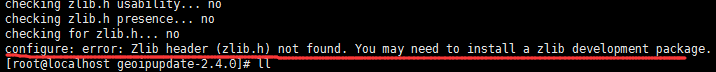 checking zlib.h usability... no
checking zlib.h presence... no
checking for zlib.h... no
configure: error: Zlib header (zlib.h) not found. You may need to install a zlib development package.
[root@localhost geoipupdate-2.4.0]# ll